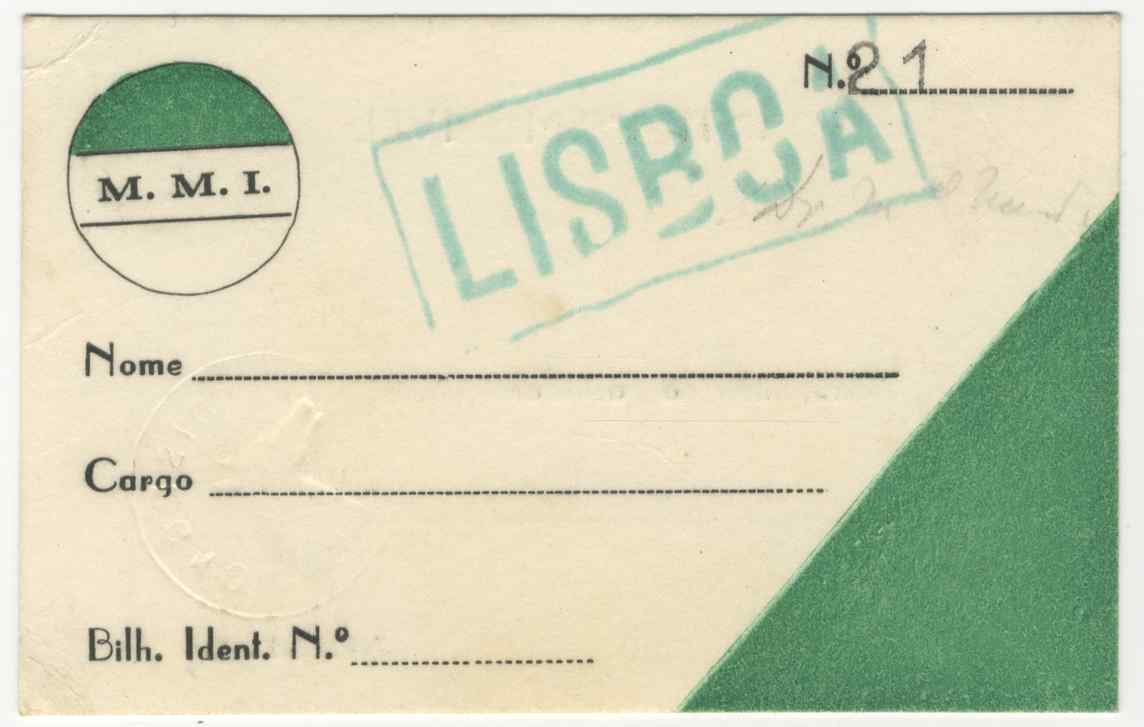 N.º 21
LISBOA
M. M. I.
Nome
Cargo
Bilh. Ident. N.º